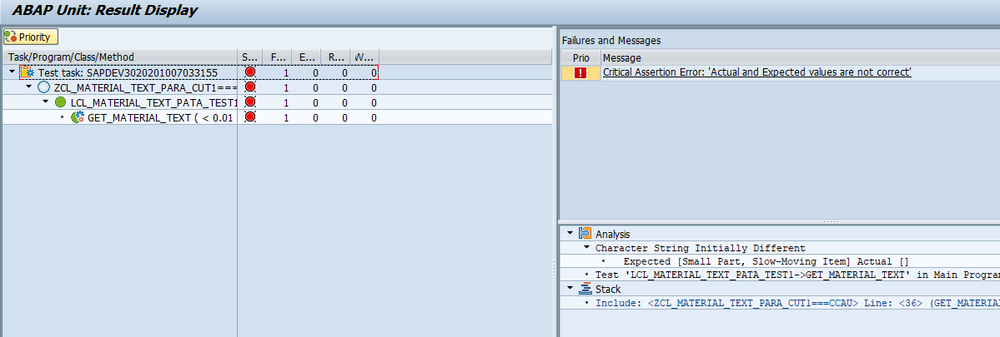 ABAP Unit: Result Display
Priority
Task/Program/Class/Method S... F... E... R... W...
Test task: SAPDEV3020201007033155 1 0 0 0
ZCL_MATERIAL_TEXT_PARA_CUT1=== 1 0 0 0
LCL_MATERIAL_TEXT_PATA_TEST1 1 0 0 0
GET_MATERIAL_TEXT ( < 0.01 1 0 0 0
Failures and Messages
Prio Message
Critical Assertion Error: 'Actual and Expected values are not correct'
Analysis
Character String Initially Different
Expected [Small Part, Slow-Moving Item] Actual []
Test 'LCL_MATERIAL_TEXT_PATA_TEST1->GET_MATERIAL_TEXT' in Main Progra
Stack
Include: <ZCL_MATERIAL_TEXT_PARA_CUT1===CCAU> Line: <36> (GET_MATERIA